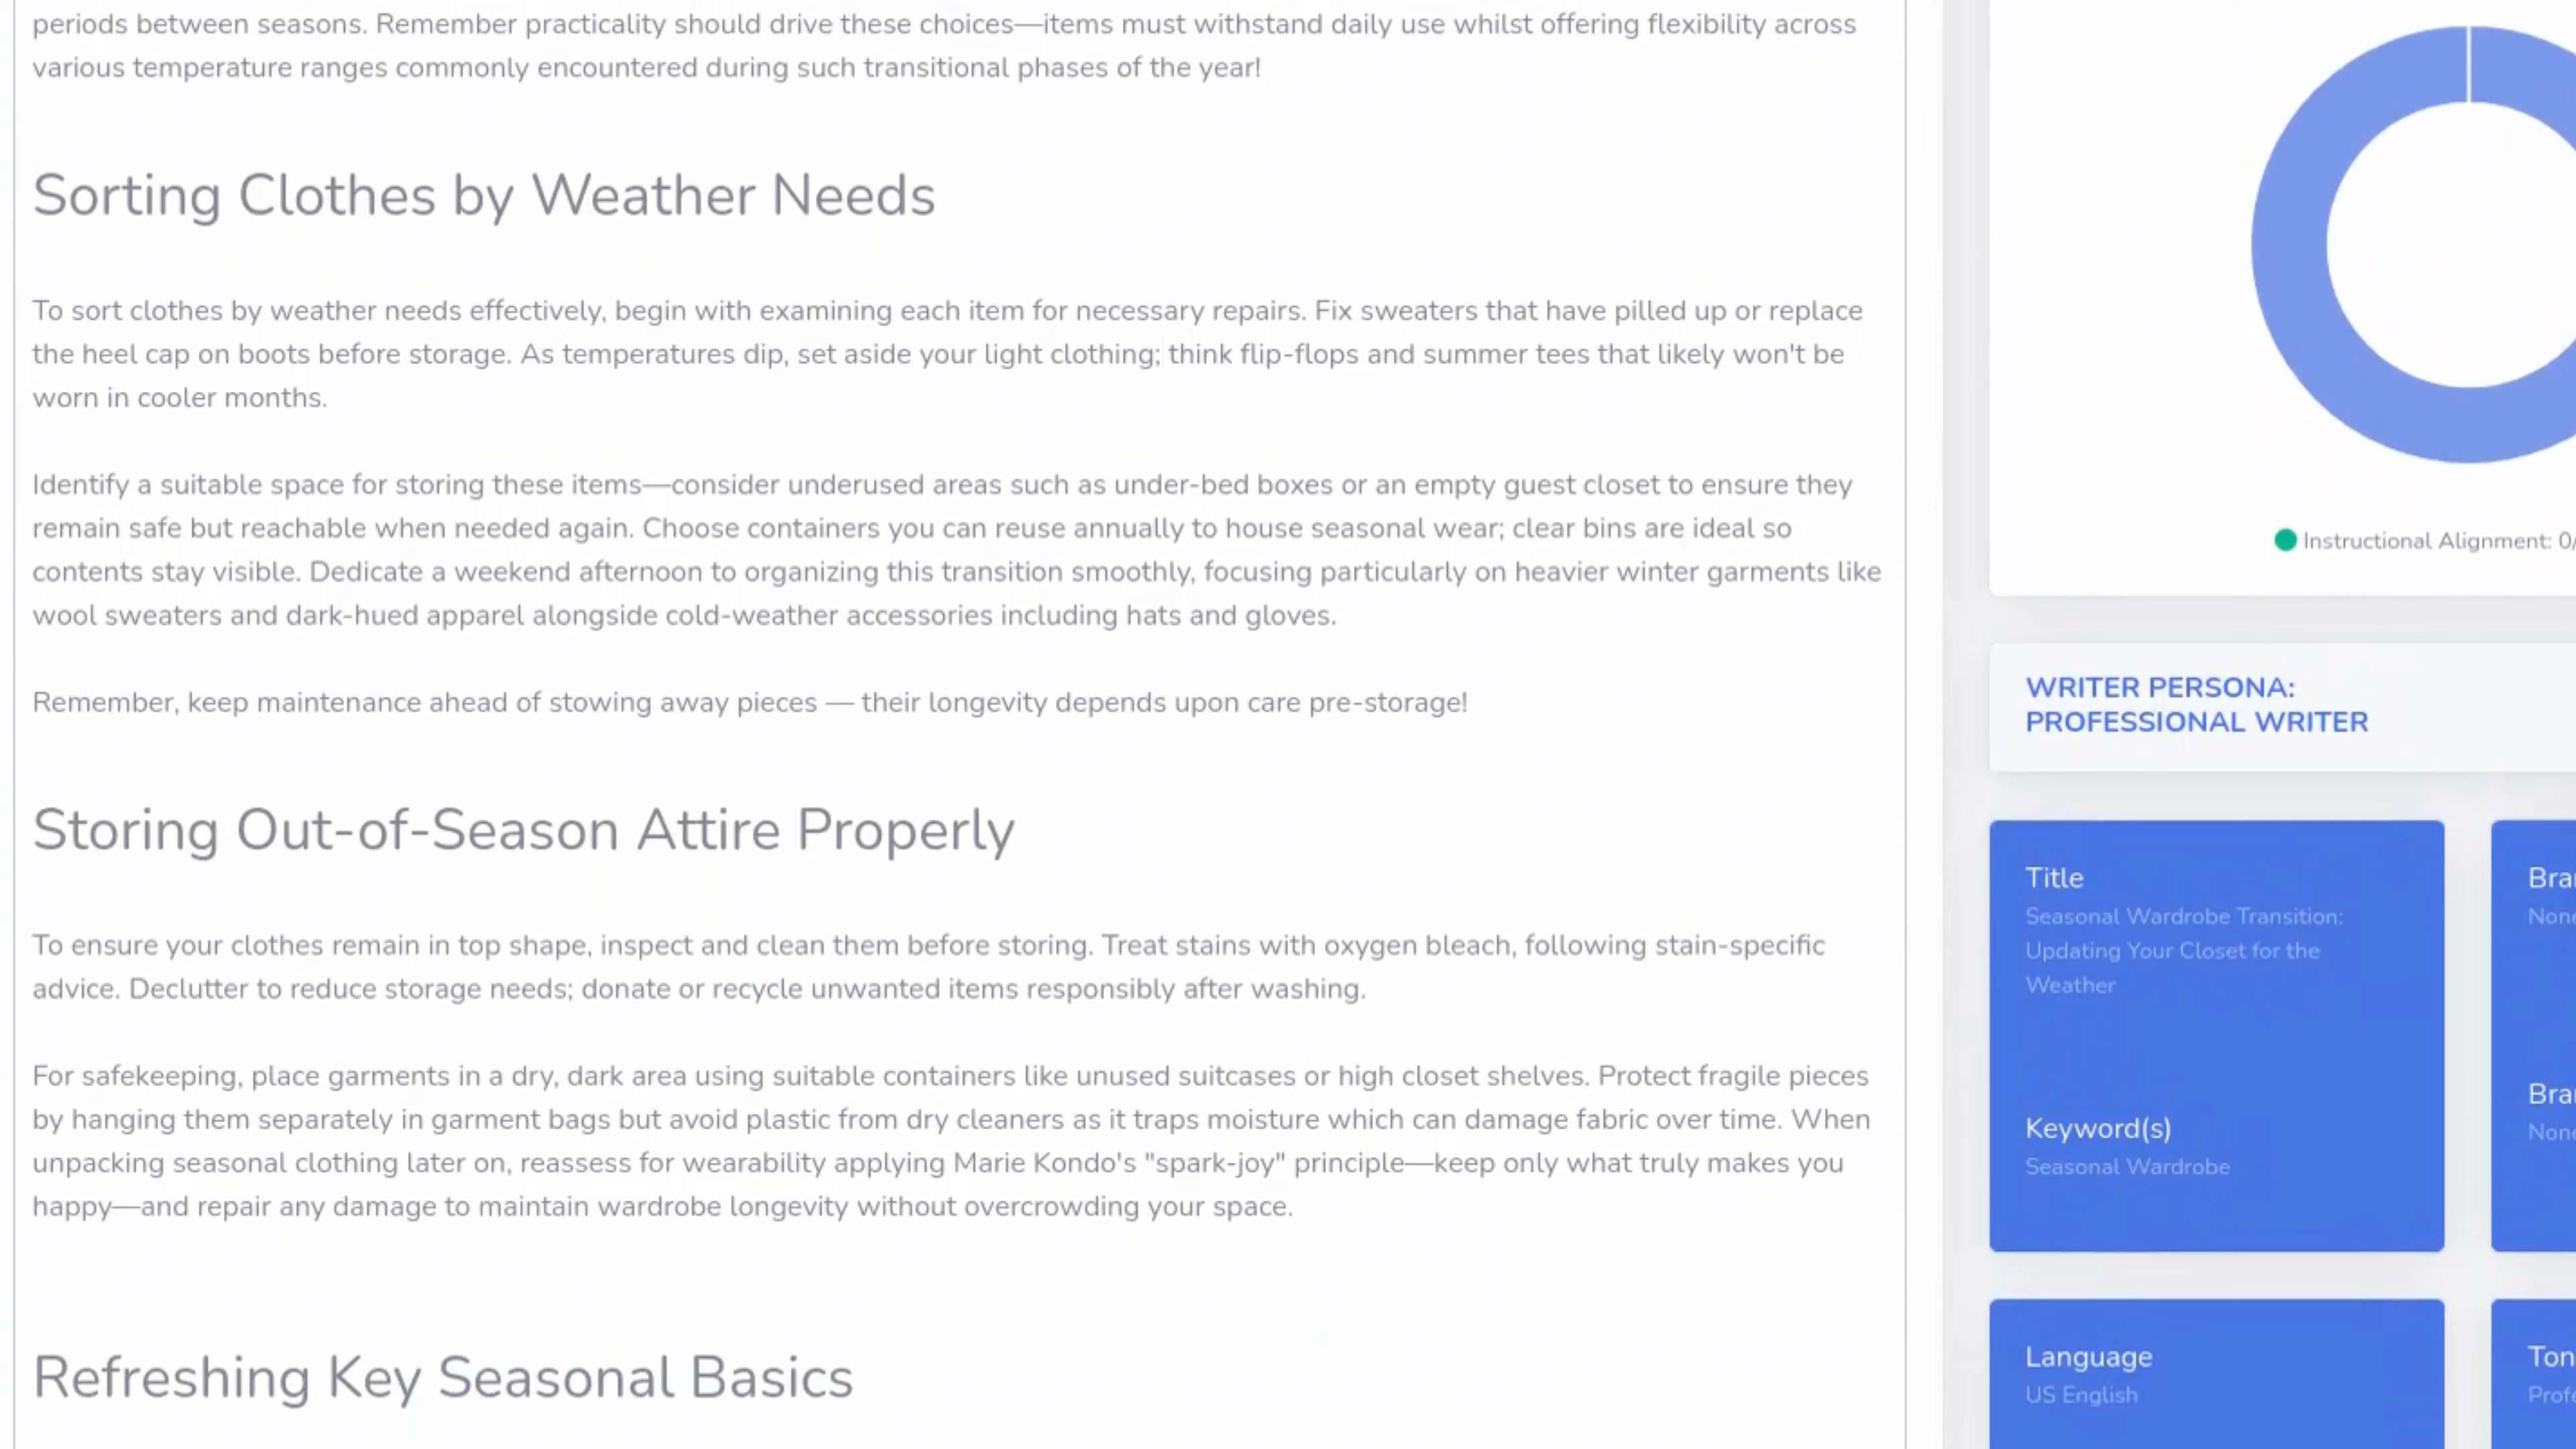 periods between seasons. Remember practicality should drive these choices—items must withstand daily use whilst offering flexibility across
various temperature ranges commonly encountered during such transitional phases of the year!
Sorting Clothes by Weather Needs
To sort clothes by weather needs effectively, begin with examining each item for necessary repairs. Fix sweaters that have pilled up or replace
the heel cap on boots before storage. As temperatures dip, set aside your light clothing; think flip-flops and summer tees that likely won't be
worn in cooler months.
Identify a suitable space for storing these items—consider underused areas such as under-bed boxes or an empty guest closet to ensure they
remain safe but reachable when needed again. Choose containers you can reuse annually to house seasonal wear; clear bins are ideal so
contents stay visible. Dedicate a weekend afternoon to organizing this transition smoothly, focusing particularly on heavier winter garments like
wool sweaters and dark-hued apparel alongside cold-weather accessories including hats and gloves.
Remember, keep maintenance ahead of stowing away pieces — their longevity depends upon care pre-storage!
Storing Out-of-Season Attire Properly
To ensure your clothes remain in top shape, inspect and clean them before storing. Treat stains with oxygen bleach, following stain-specific
advice. Declutter to reduce storage needs; donate or recycle unwanted items responsibly after washing.
For safekeeping, place garments in a dry, dark area using suitable containers like unused suitcases or high closet shelves. Protect fragile pieces
by hanging them separately in garment bags but avoid plastic from dry cleaners as it traps moisture which can damage fabric over time. When
unpacking seasonal clothing later on, reassess for wearability applying Marie Kondo's "spark-joy" principle—keep only what truly makes you
happy—and repair any damage to maintain wardrobe longevity without overcrowding your space.
Refreshing Key Seasonal Basics
Instructional Alignment: 0/
WRITER PERSONA:
PROFESSIONAL WRITER
Title
Seasonal Wardrobe Transition:
Updating Your Closet for the
Weather
Keyword(s)
Seasonal Wardrobe
Language
US English